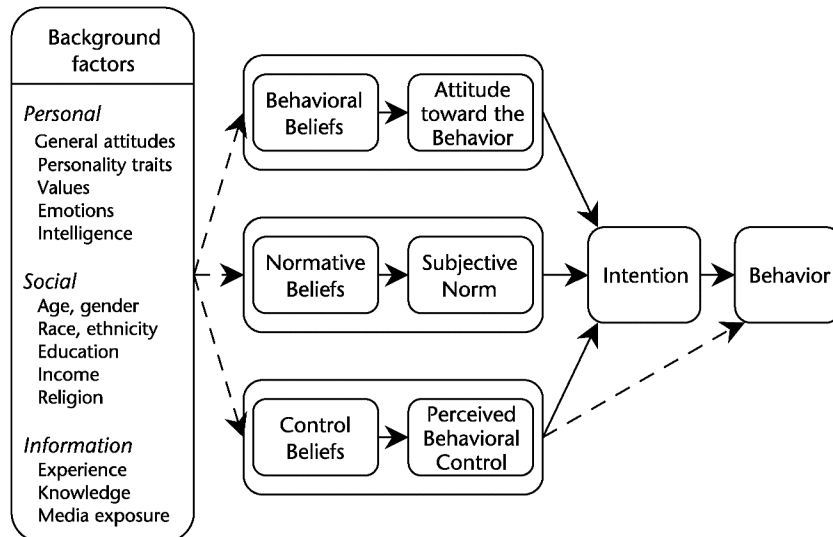 Background
factors
Personal
General attitudes
Personality traits
Values
Emotions
Intelligence
Social
Age, gender
Race, ethnicity
Education
Income
Religion
Information
Experience
Knowledge
Media exposure
Behavioral
Beliefs
Attitude
toward the
Behavior
Normative
Beliefs
Subjective
Norm
Control
Beliefs
Perceived
Behavioral
Control
Intention
Behavior